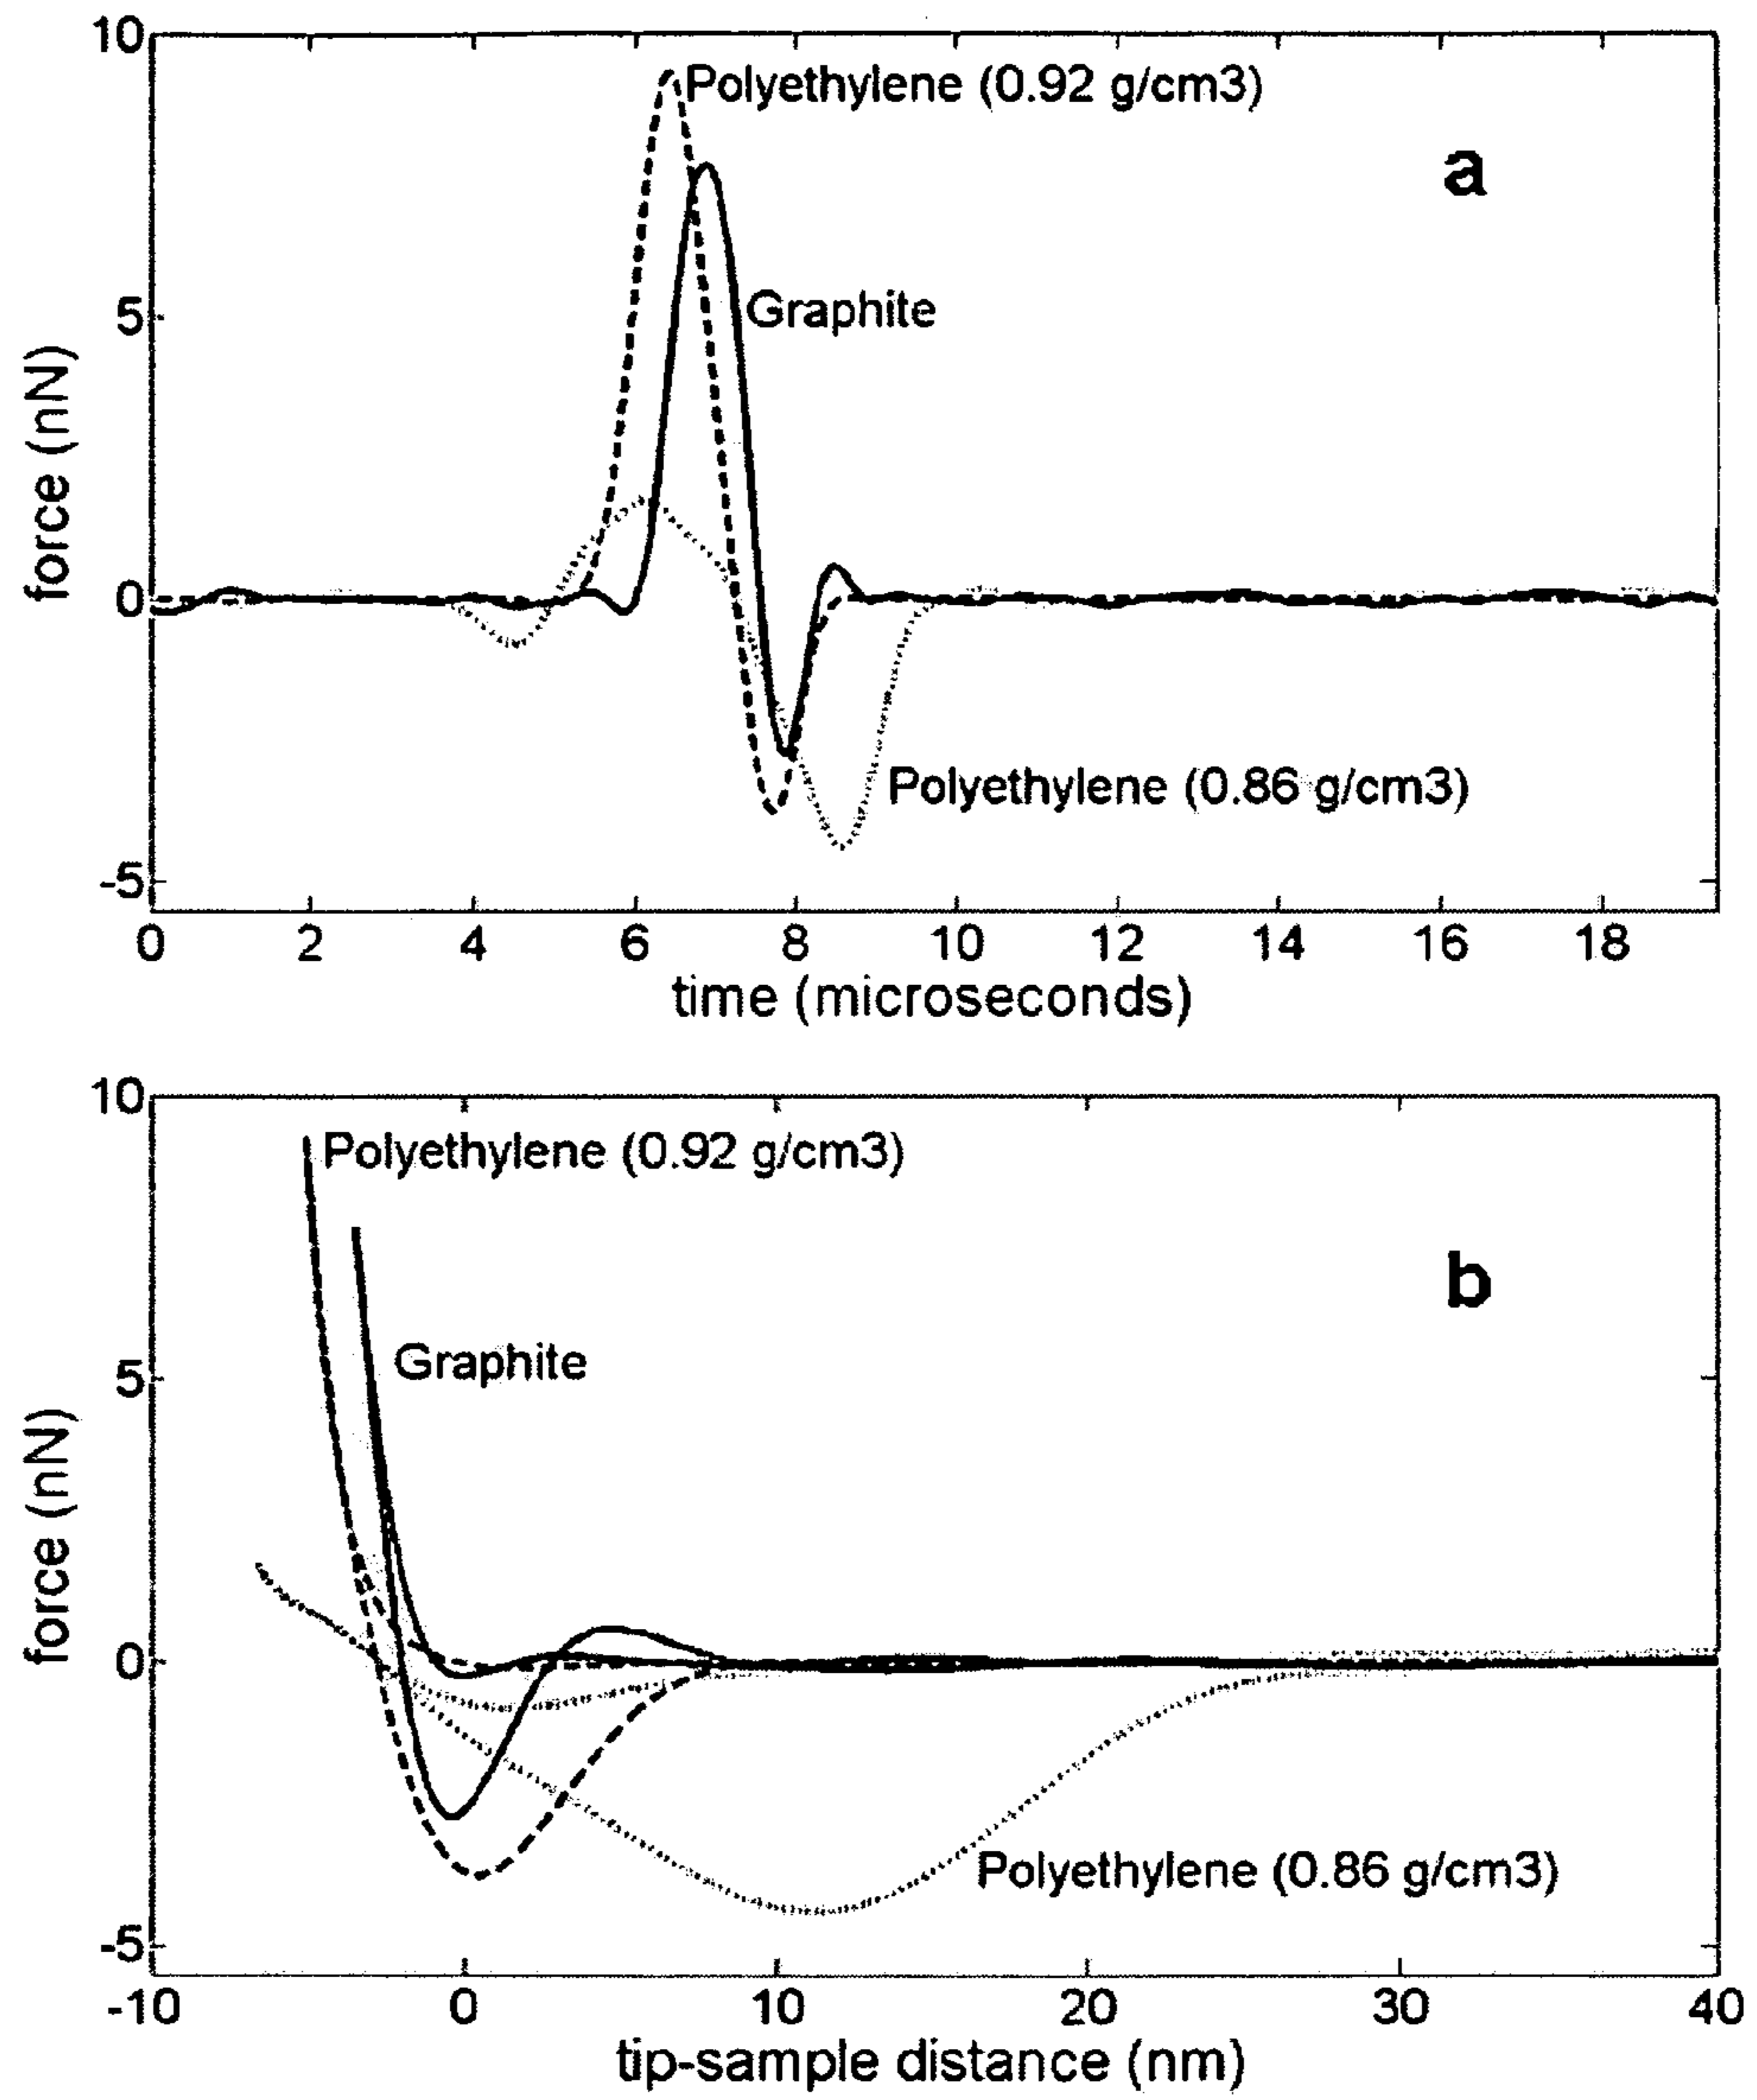 10
Polyethylene (0.92 g/cm3)
a
5
Graphite
force (nN)
0
Polyethylene (0.86 g/cm3)
-5
0 2 4 6 8 10 12 14 16 18
time (microseconds)
10
Polyethylene (0.92 g/cm3)
b
5
Graphite
force (nN)
0
Polyethylene (0.86 g/cm3)
-5
-10 0 10 20 30 40
tip-sample distance (nm)